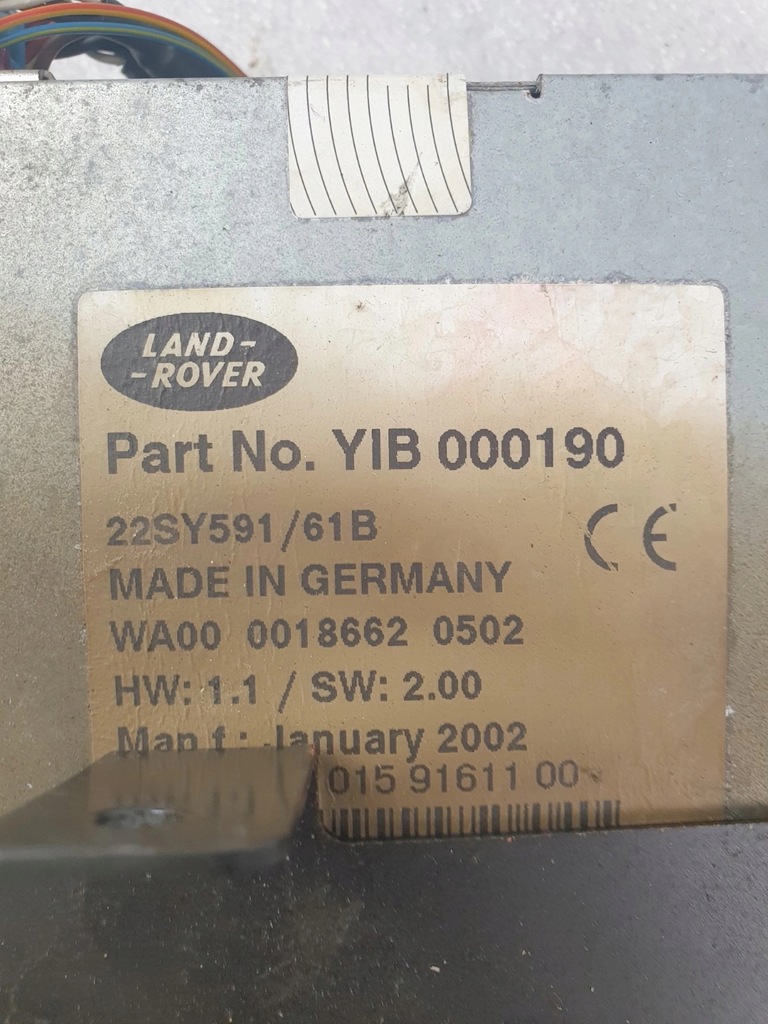 LAND-
-ROVER
Part No. YIB 000190
22SY591/61B
CE
MADE IN GERMANY
WA00 0018662 0502
HW: 1.1 / SW: 2.00
January 2002
015 91611 00